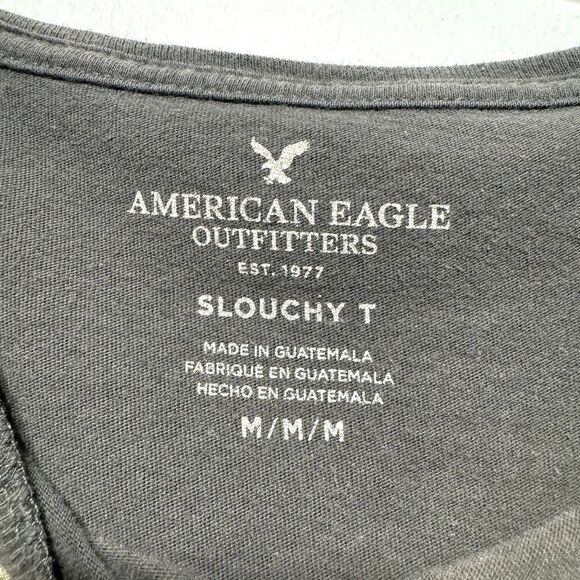 AMERICAN EAGLE
OUTFITTERS
EST. 1977
SLOUCHY T
MADE IN GUATEMALA
FABRIQUÉ EN GUATEMALA
HECHO EN GUATEMALA
M/M/M